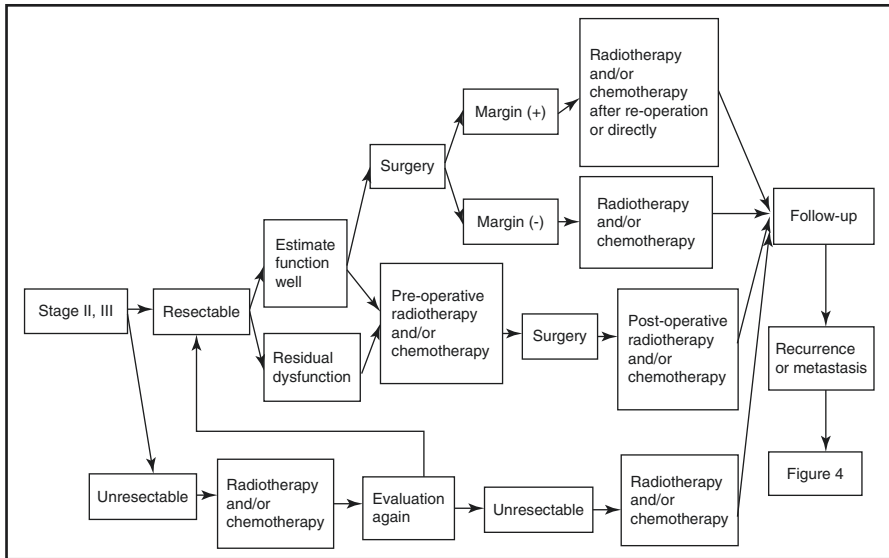 Stage II, III
Resectable
Unresectable
Estimate
function
well
Residual
dysfunction
Surgery
Margin (+)
Radiotherapy
and/or
chemotherapy
after re-operation
or directly
Margin (-)
Radiotherapy
and/or
chemotherapy
Pre-operative
radiotherapy
and/or
chemotherapy
Surgery
Post-operative
radiotherapy
and/or
chemotherapy
Radiotherapy
and/or
chemotherapy
Evaluation
again
Unresectable
Radiotherapy
and/or
chemotherapy
Follow-up
Recurrence
or metastasis
Figure 4